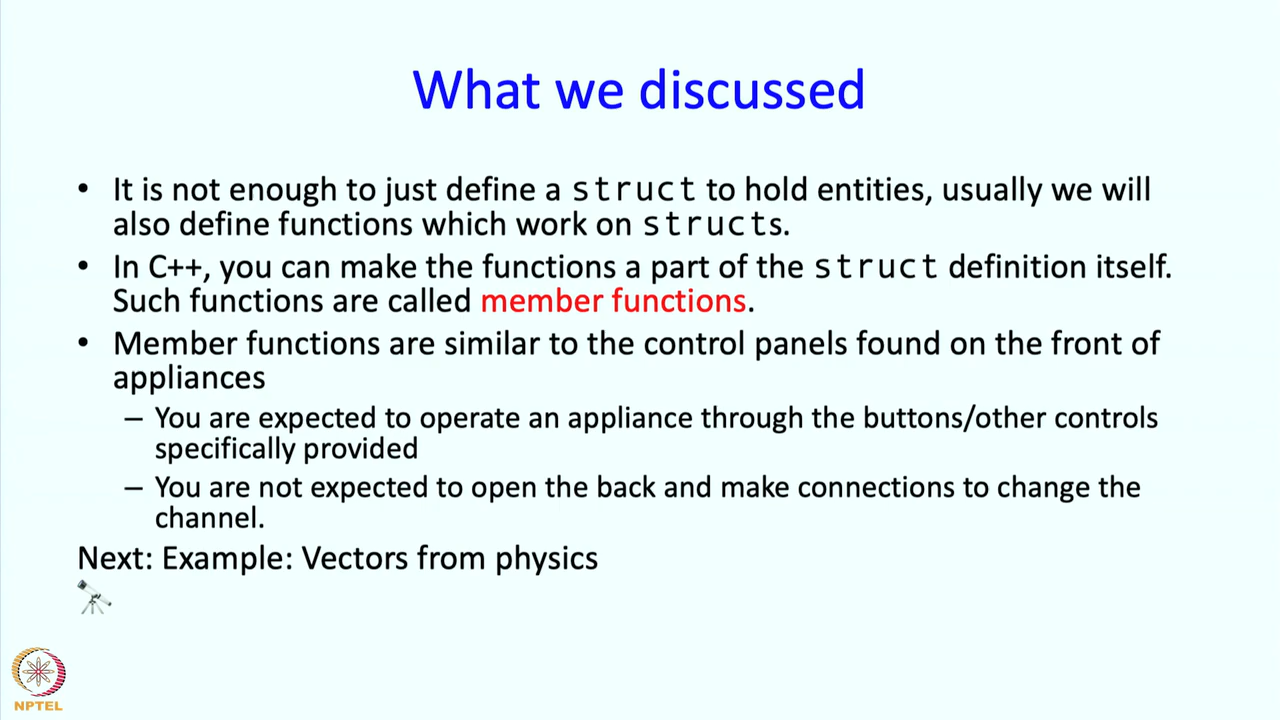 What we discussed
• It is not enough to just define a struct to hold entities, usually we will
also define functions which work on structs.
• In C++, you can make the functions a part of the struct definition itself.
Such functions are called member functions.
• Member functions are similar to the control panels found on the front of
appliances
– You are expected to operate an appliance through the buttons/other controls
specifically provided
– You are not expected to open the back and make connections to change the
channel.
Next: Example: Vectors from physics
NPTEL